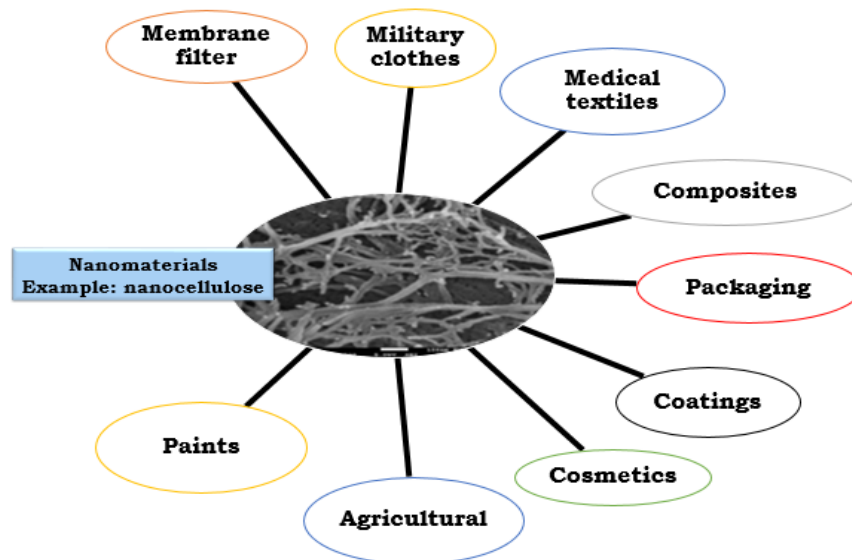 Membrane
filter
Military
clothes
Medical
textiles
Composites
Nanomaterials
Example: nanocellulose
Packaging
Coatings
Paints
Cosmetics
Agricultural